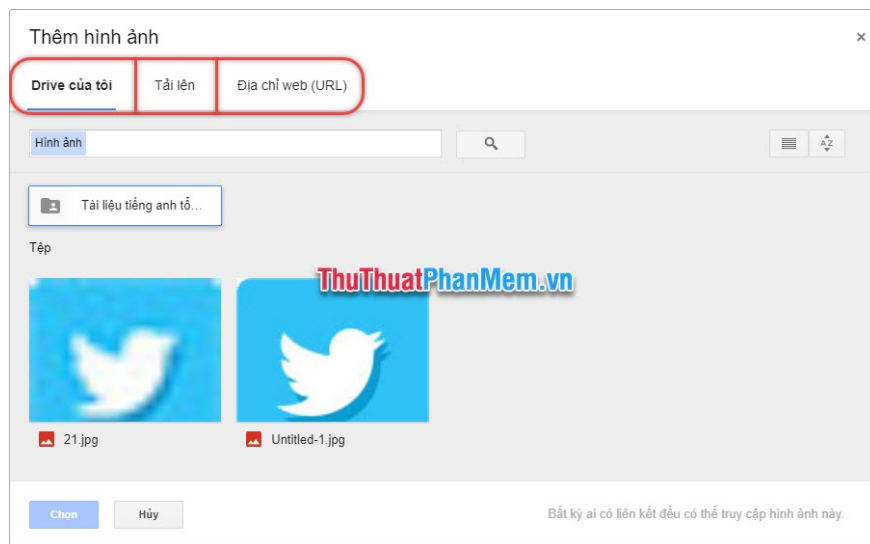 Thêm hình ảnh
×
Drive của tôi Tải lên Địa chỉ web (URL)
Hình ảnh
AZ
Tài liệu tiếng anh tổ...
Tệp
ThuThuatPhanMem.vn
21.jpg Untitled-1.jpg
Chọn Hủy Bất kỳ ai có liên kết đều có thể truy cập hình ảnh này.